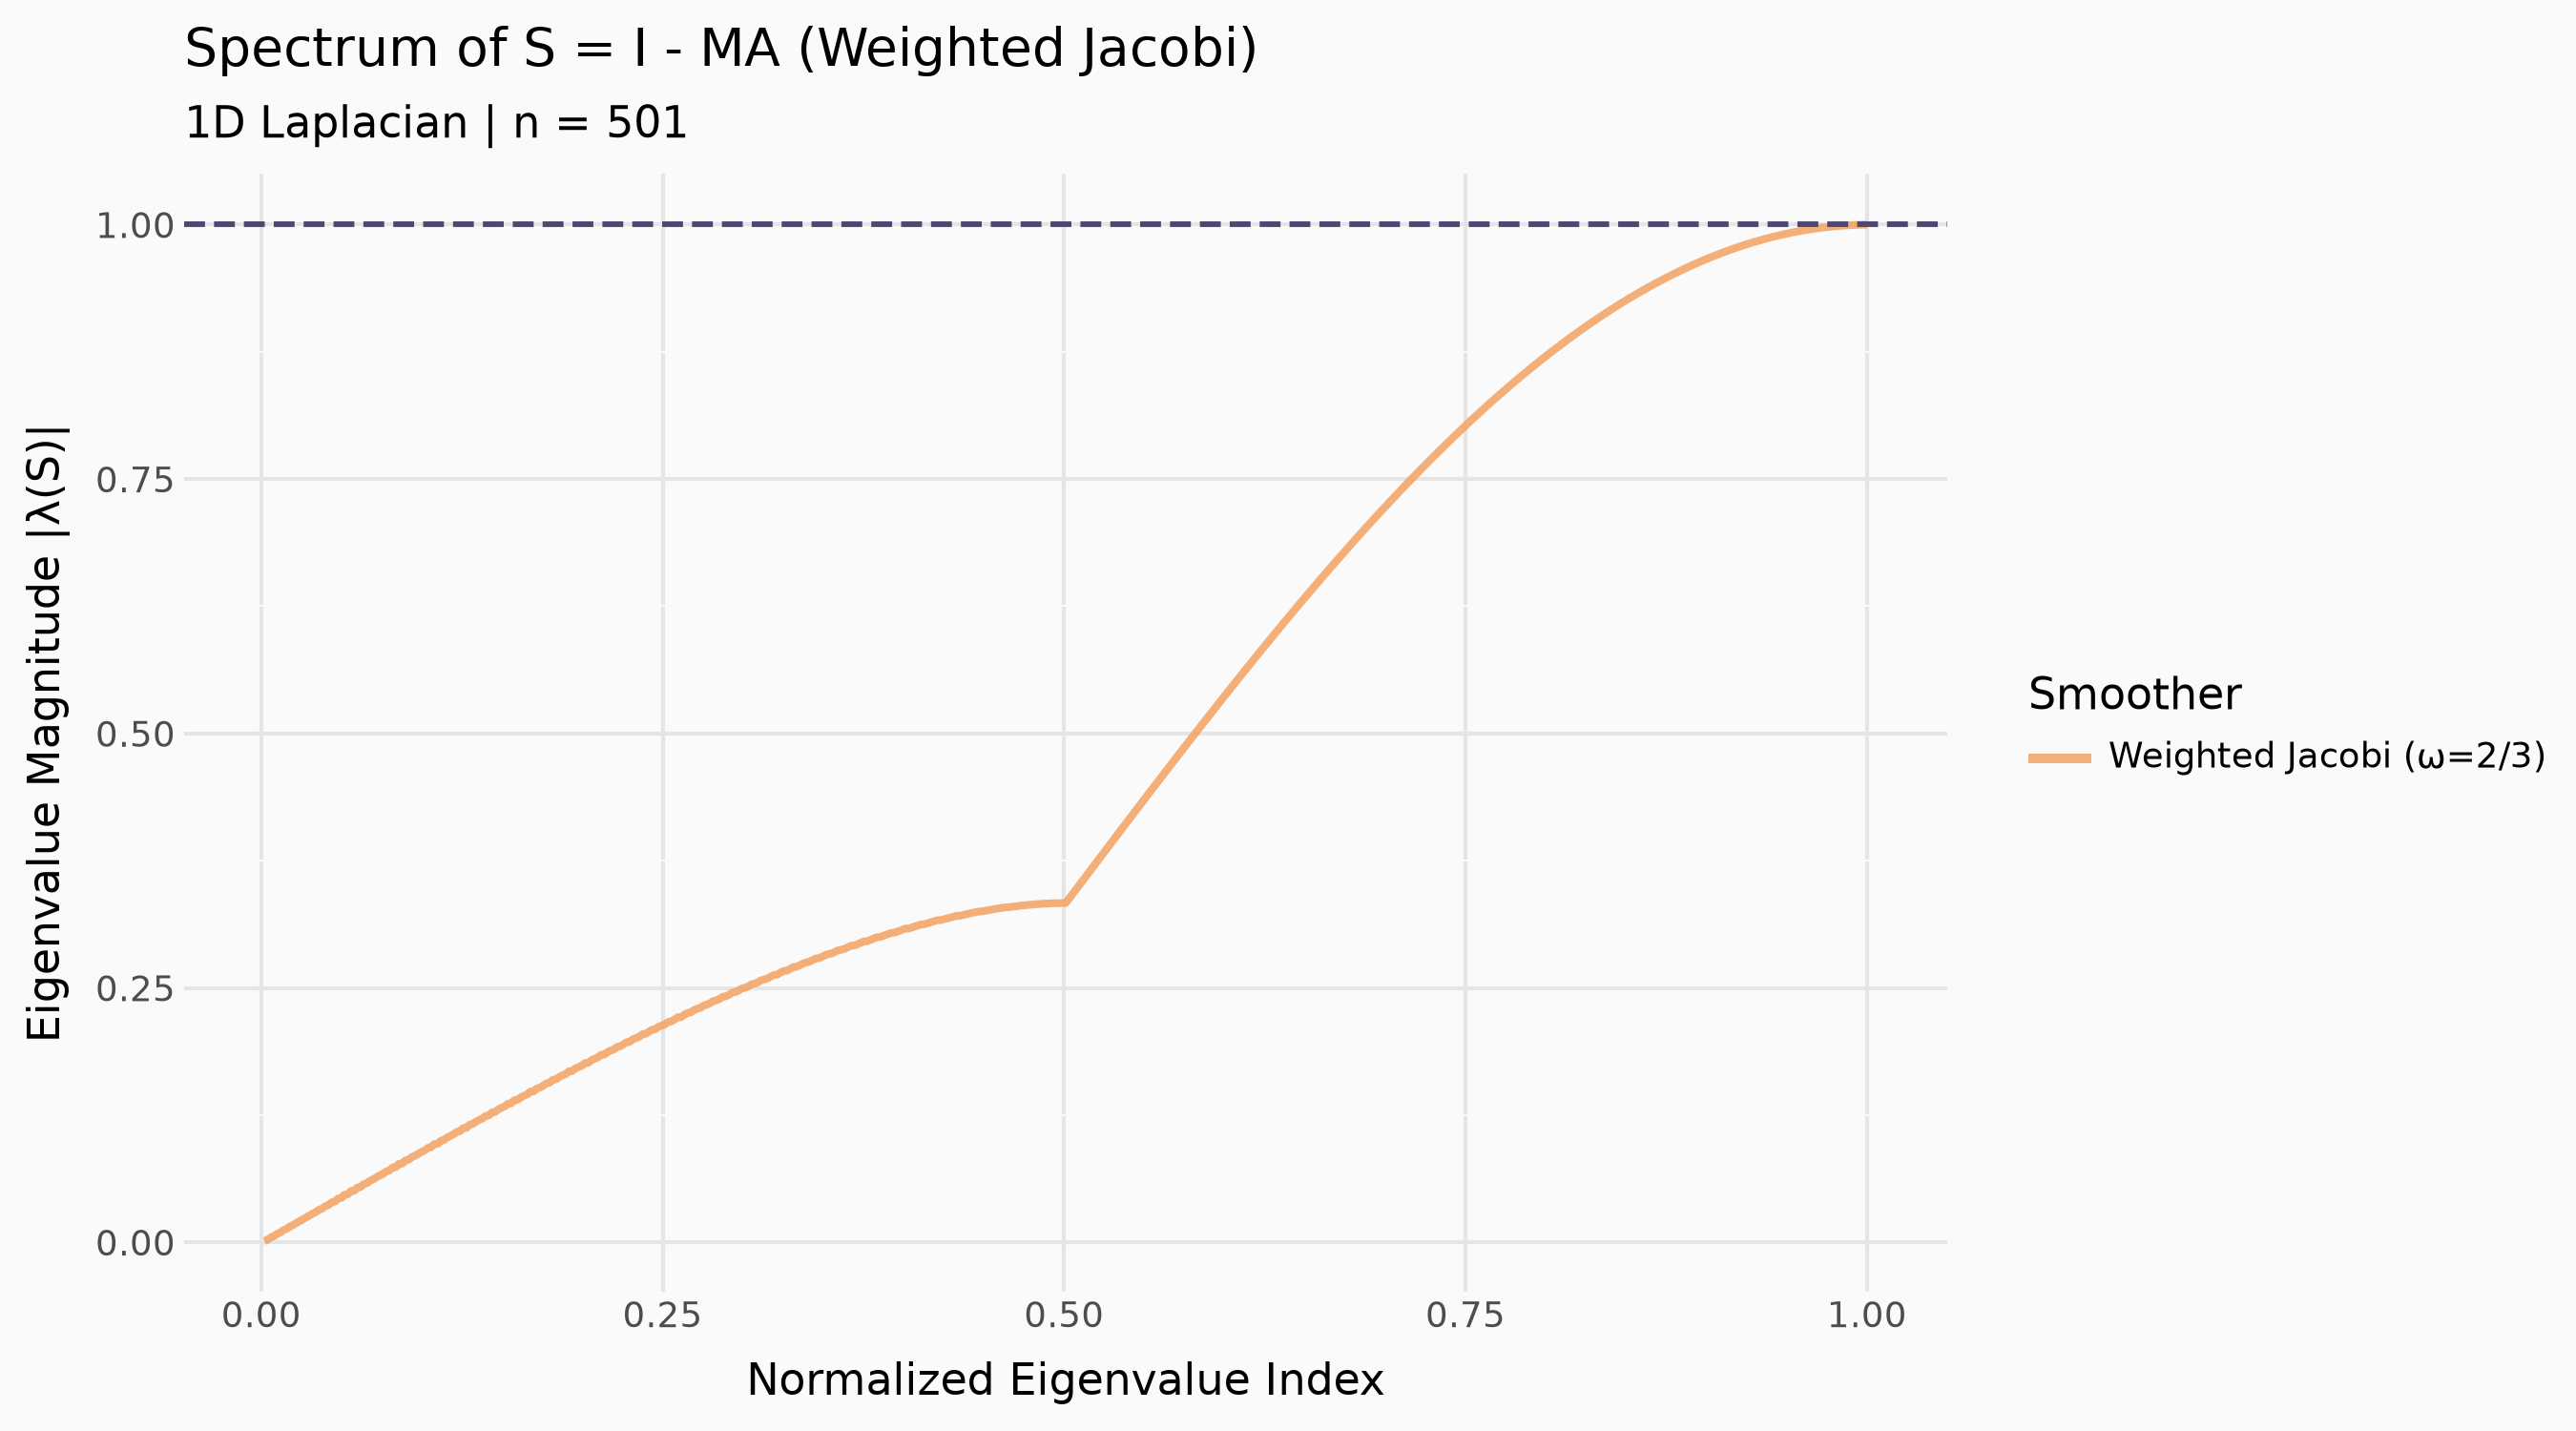 Spectrum of S = I - MA (Weighted Jacobi)
1D Laplacian | n = 501
Eigenvalue Magnitude |λ(S)|
1.00
0.75
0.50
0.25
0.00
0.00
0.25
0.50
0.75
1.00
Normalized Eigenvalue Index
Smoother
Weighted Jacobi (ω=2/3)